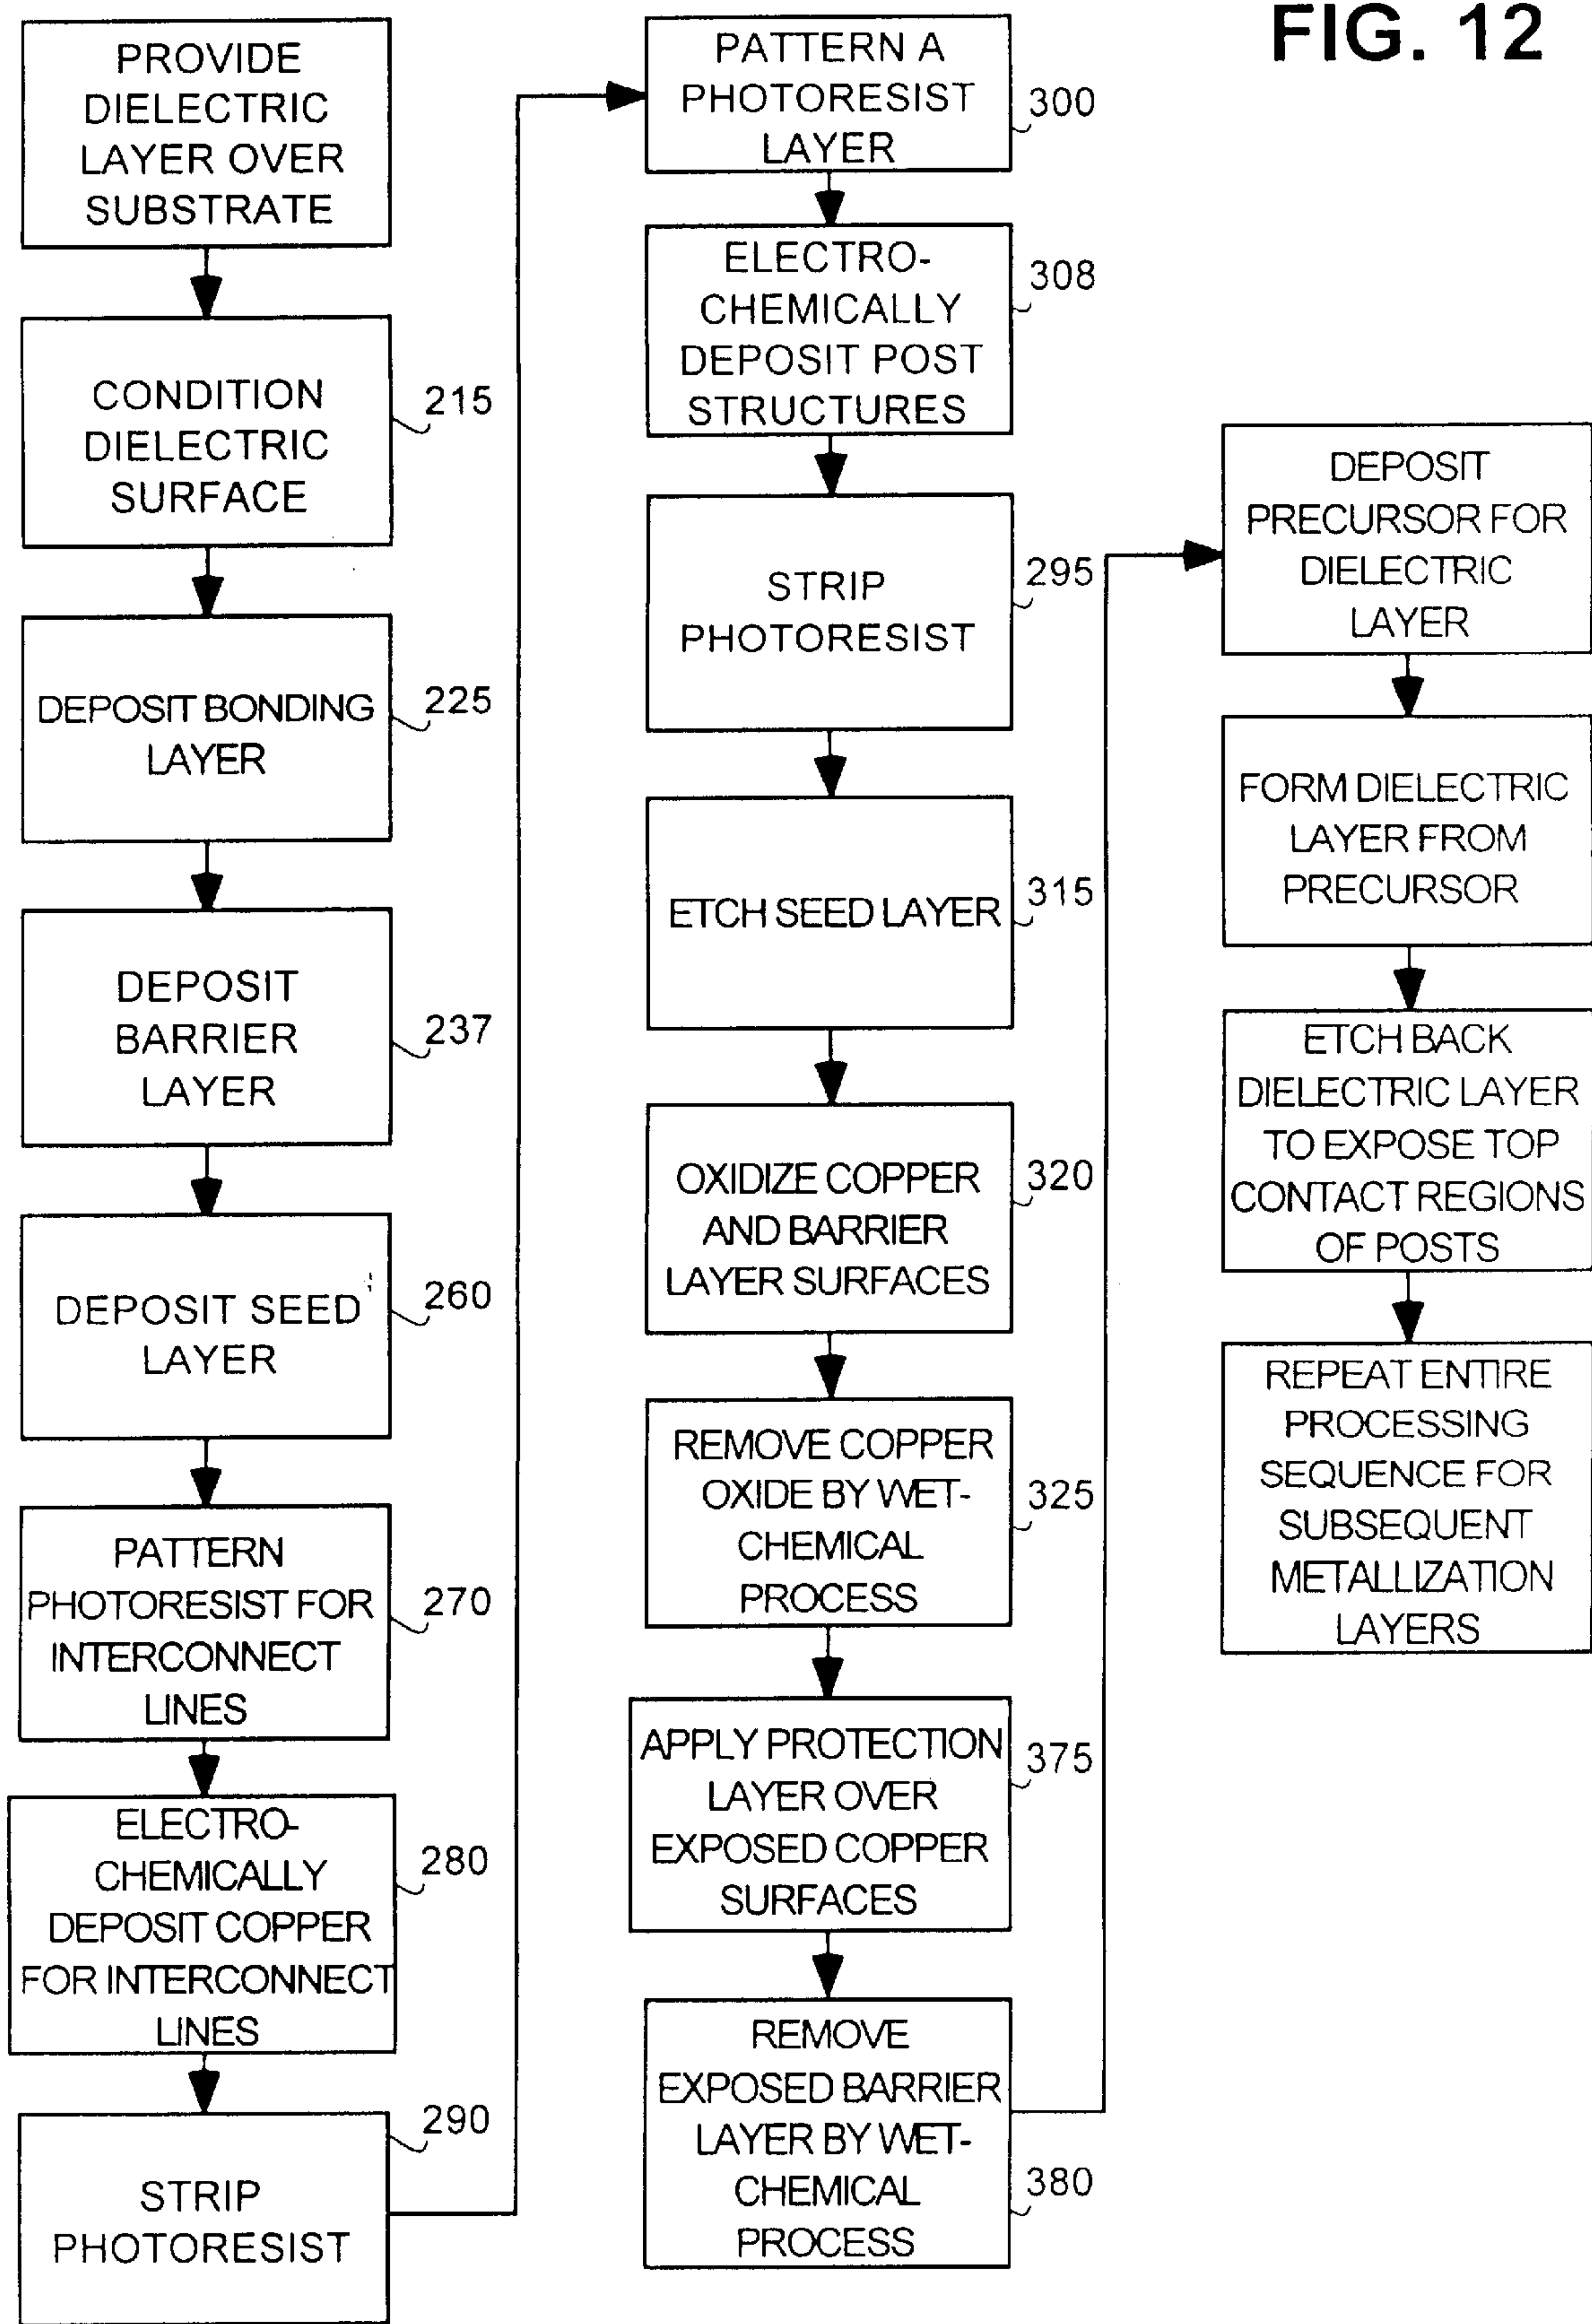 FIG. 12
PROVIDE
DIELECTRIC
LAYER OVER
SUBSTRATE
CONDITION
DIELECTRIC
SURFACE
215
DEPOSIT BONDING
LAYER
225
DEPOSIT
BARRIER
LAYER
237
DEPOSIT SEED
LAYER
260
PATTERN
PHOTORESIST FOR
INTERCONNECT
LINES
270
ELECTRO-
CHEMICALLY
DEPOSIT COPPER
FOR INTERCONNECT
LINES
280
STRIP
PHOTORESIST
290
PATTERN A
PHOTORESIST
LAYER
300
ELECTRO-
CHEMICALLY
DEPOSIT POST
STRUCTURES
308
STRIP
PHOTORESIST
295
ETCH SEED LAYER
315
OXIDIZE COPPER
AND BARRIER
LAYER SURFACES
320
REMOVE COPPER
OXIDE BY WET-
CHEMICAL
PROCESS
325
APPLY PROTECTION
LAYER OVER
EXPOSED COPPER
SURFACES
375
REMOVE
EXPOSED BARRIER
LAYER BY WET-
CHEMICAL
PROCESS
380
DEPOSIT
PRECURSOR FOR
DIELECTRIC
LAYER
FORM DIELECTRIC
LAYER FROM
PRECURSOR
ETCH BACK
DIELECTRIC LAYER
TO EXPOSE TOP
CONTACT REGIONS
OF POSTS
REPEAT ENTIRE
PROCESSING
SEQUENCE FOR
SUBSEQUENT
METALLIZATION
LAYERS